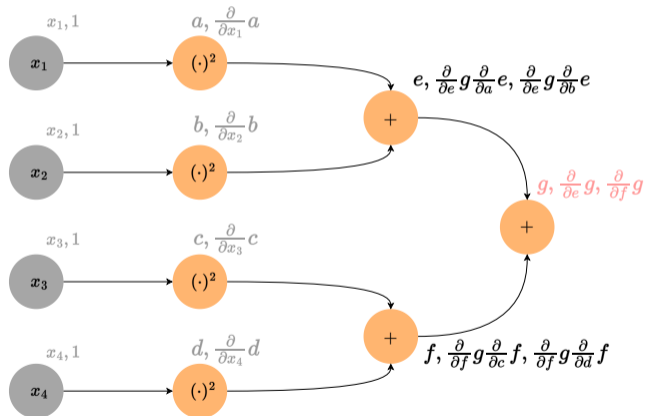 x₁, 1
a, ∂/∂x₁ a
x₁
(·)²
e, ∂/∂e g ∂/∂a e, ∂/∂e g ∂/∂b e
+
x₂, 1
b, ∂/∂x₂ b
x₂
(·)²
g, ∂/∂e g, ∂/∂f g
+
x₃, 1
c, ∂/∂x₃ c
x₃
(·)²
+
f, ∂/∂f g ∂/∂c f, ∂/∂f g ∂/∂d f
x₄, 1
d, ∂/∂x₄ d
x₄
(·)²